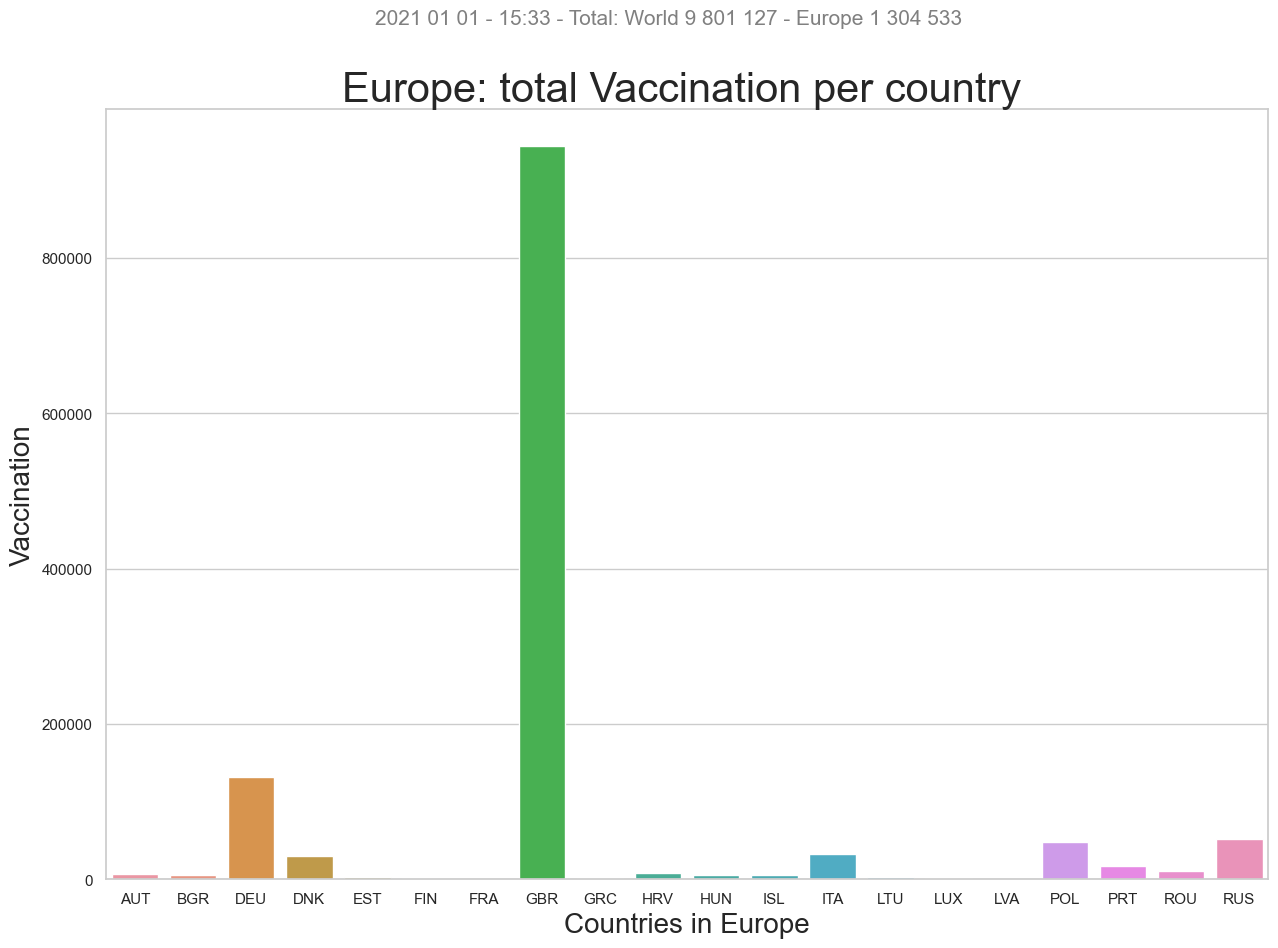 2021 01 01 - 15:33 - Total: World 9 801 127 - Europe 1 304 533
Europe: total Vaccination per country
Vaccination
800000
600000
400000
200000
0
AUT BGR DEU DNK EST FIN FRA GBR GRC HRV HUN ISL ITA LTU LUX LVA POL PRT ROU RUS
Countries in Europe